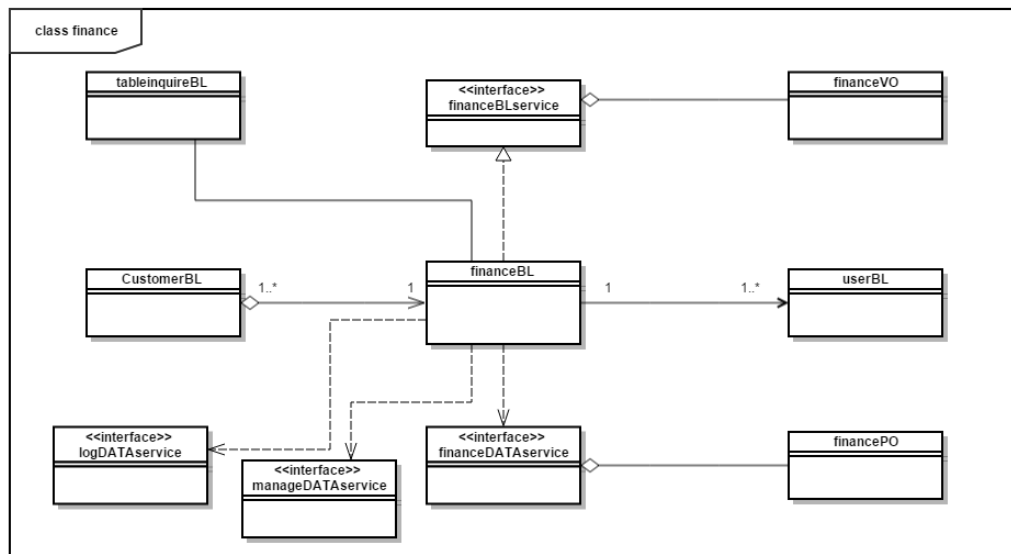 class finance
tableinquireBL
<<interface>>
financeBLservice
financeVO
CustomerBL
1..*
1
financeBL
1
1..*
userBL
<<interface>>
logDATAservice
<<interface>>
manageDATAservice
<<interface>>
financeDATAservice
financePO